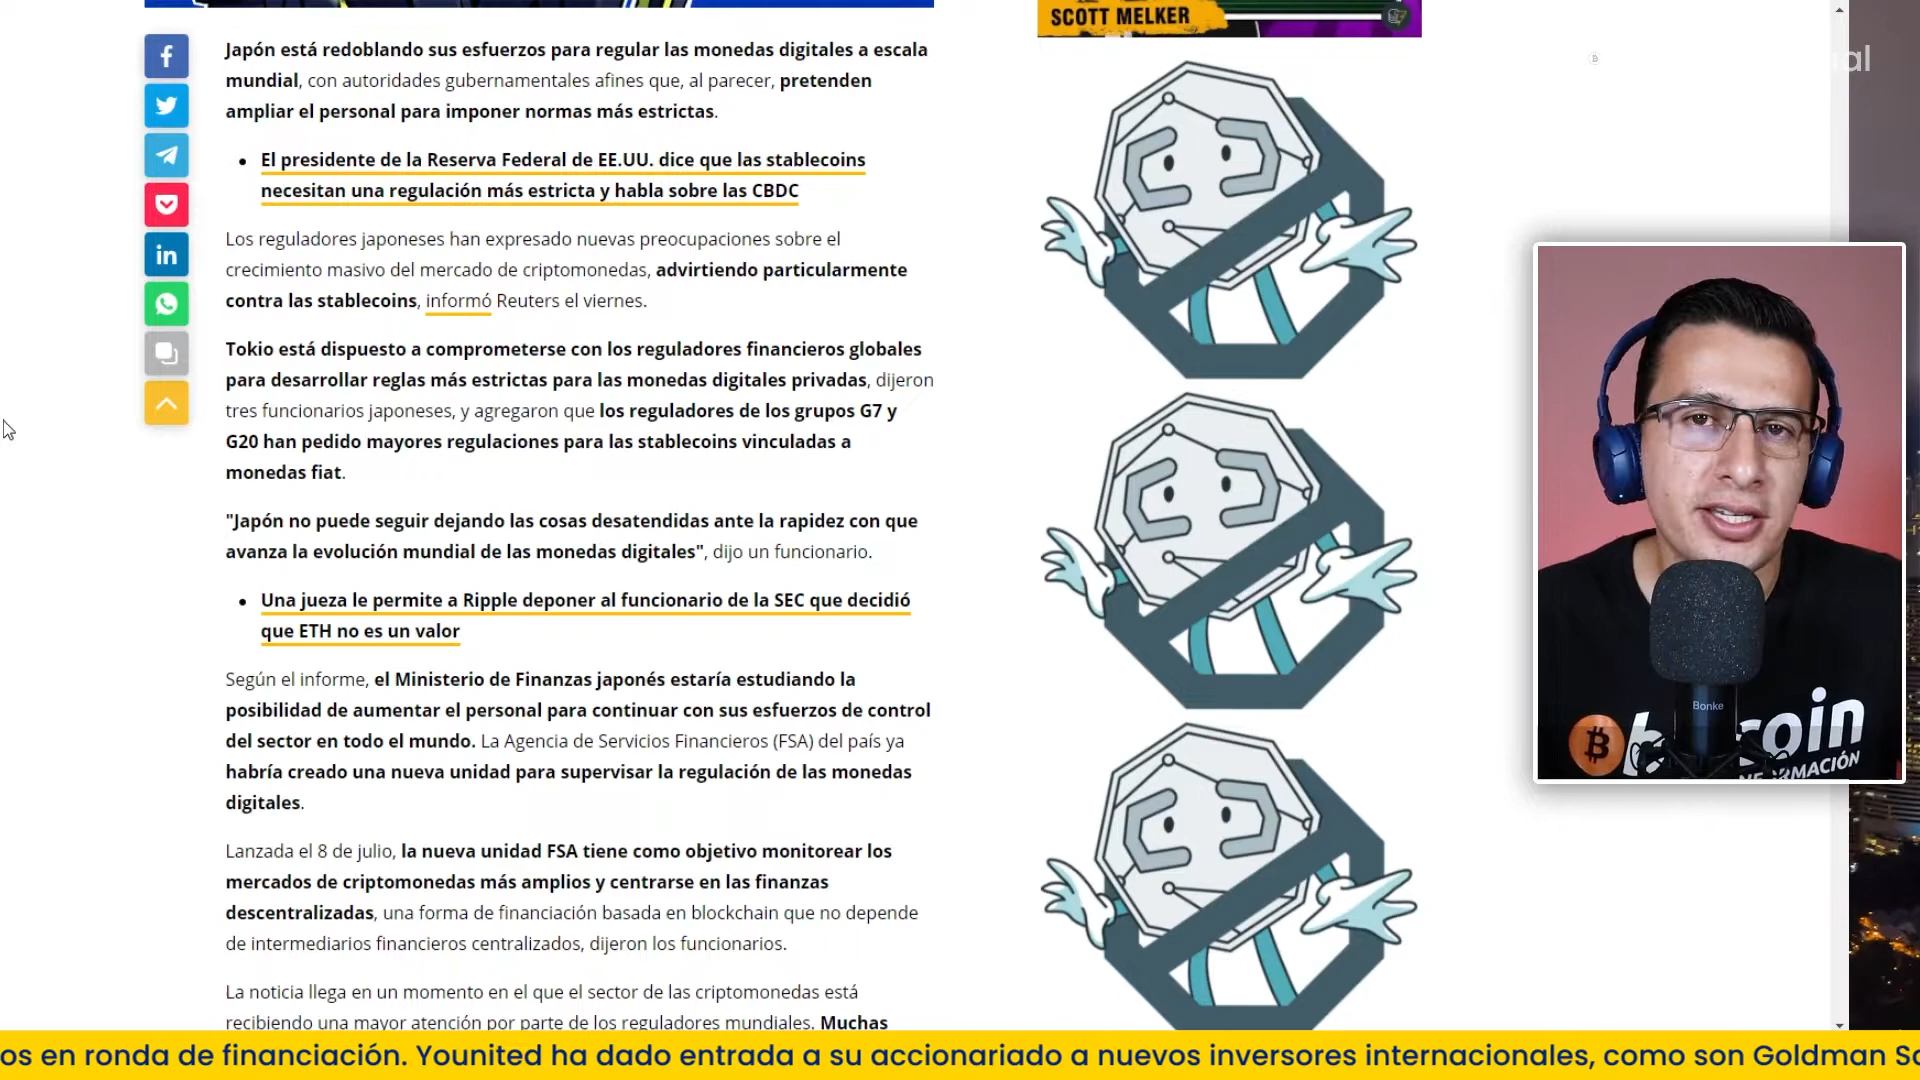 SCOTT MELKER
Japón está redoblando sus esfuerzos para regular las monedas digitales a escala
mundial, con autoridades gubernamentales afines que, al parecer, pretenden
ampliar el personal para imponer normas más estrictas.
El presidente de la Reserva Federal de EE.UU. dice que las stablecoins
necesitan una regulación más estricta y habla sobre las CBDC
Los reguladores japoneses han expresado nuevas preocupaciones sobre el
crecimiento masivo del mercado de criptomonedas, advirtiendo particularmente
contra las stablecoins, informó Reuters el viernes.
Tokio está dispuesto a comprometerse con los reguladores financieros globales
para desarrollar reglas más estrictas para las monedas digitales privadas, dijeron
tres funcionarios japoneses, y agregaron que los reguladores de los grupos G7 y
G20 han pedido mayores regulaciones para las stablecoins vinculadas a
monedas fiat.
"Japón no puede seguir dejando las cosas desatendidas ante la rapidez con que
avanza la evolución mundial de las monedas digitales", dijo un funcionario.
Una jueza le permite a Ripple deponer al funcionario de la SEC que decidió
que ETH no es un valor
Según el informe, el Ministerio de Finanzas japonés estaría estudiando la
posibilidad de aumentar el personal para continuar con sus esfuerzos de control
del sector en todo el mundo. La Agencia de Servicios Financieros (FSA) del país ya
habría creado una nueva unidad para supervisar la regulación de las monedas
digitales.
Lanzada el 8 de julio, la nueva unidad FSA tiene como objetivo monitorear los
mercados de criptomonedas más amplios y centrarse en las finanzas
descentralizadas, una forma de financiación basada en blockchain que no depende
de intermediarios financieros centralizados, dijeron los funcionarios.
La noticia llega en un momento en el que el sector de las criptomonedas está
recibiendo una mayor atención por parte de los reguladores mundiales. Muchas
Bonke
os en ronda de financiación. Younited ha dado entrada a su accionariado a nuevos inversores internacionales, como son Goldman